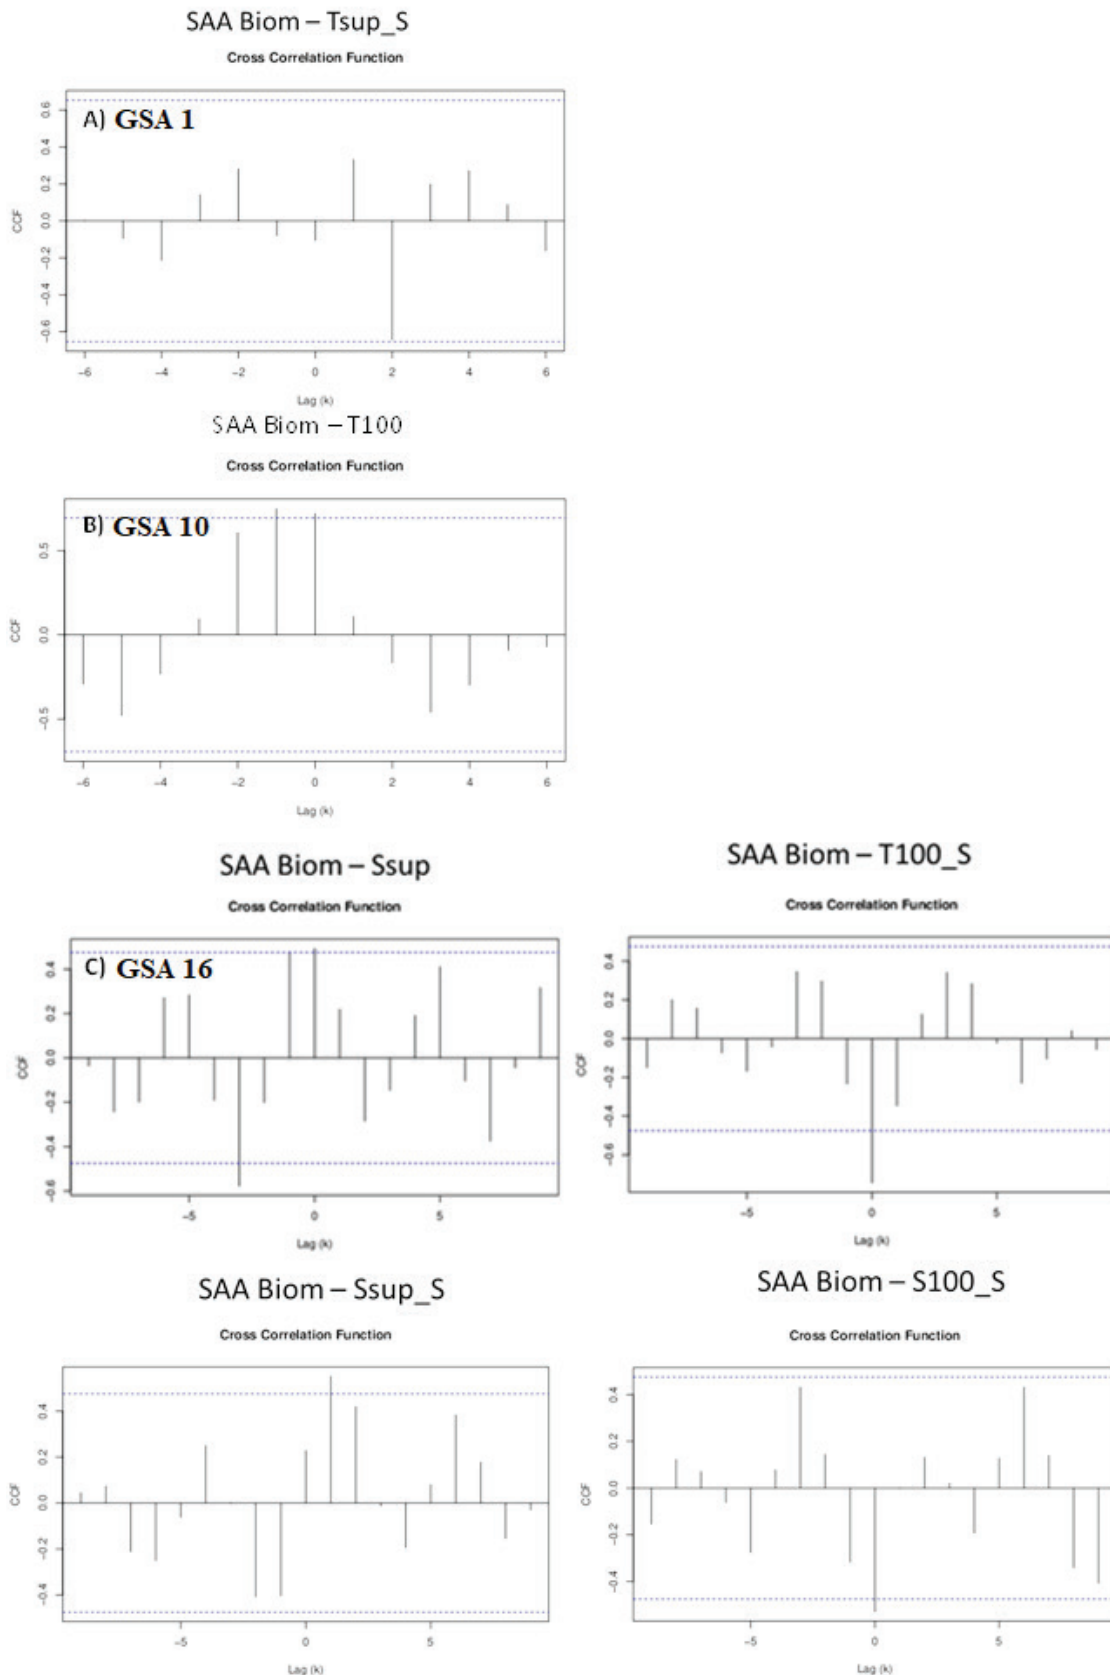 SAA Biom – Tsup_S
Cross Correlation Function
A) GSA 1
CCF
0.6
0.4
0.2
0.0
-0.2
-0.4
-0.6
-6 -4 -2 0 2 4 6
Lag (k)
SAA Biom – T100
Cross Correlation Function
B) GSA 10
CCF
0.5
0.0
-0.5
-6 -4 -2 0 2 4 6
Lag (k)
SAA Biom – Ssup
Cross Correlation Function
C) GSA 16
CCF
0.4
0.2
0.0
-0.2
-0.4
-0.6
-5 0 5
Lag (k)
SAA Biom – T100_S
Cross Correlation Function
CCF
0.4
0.2
0.0
-0.2
-0.4
-0.6
-5 0 5
Lag (k)
SAA Biom – Ssup_S
Cross Correlation Function
CCF
0.4
0.2
0.0
-0.2
-0.4
-5 0 5
Lag (k)
SAA Biom – S100_S
Cross Correlation Function
CCF
0.4
0.2
0.0
-0.2
-0.4
-5 0 5
Lag (k)